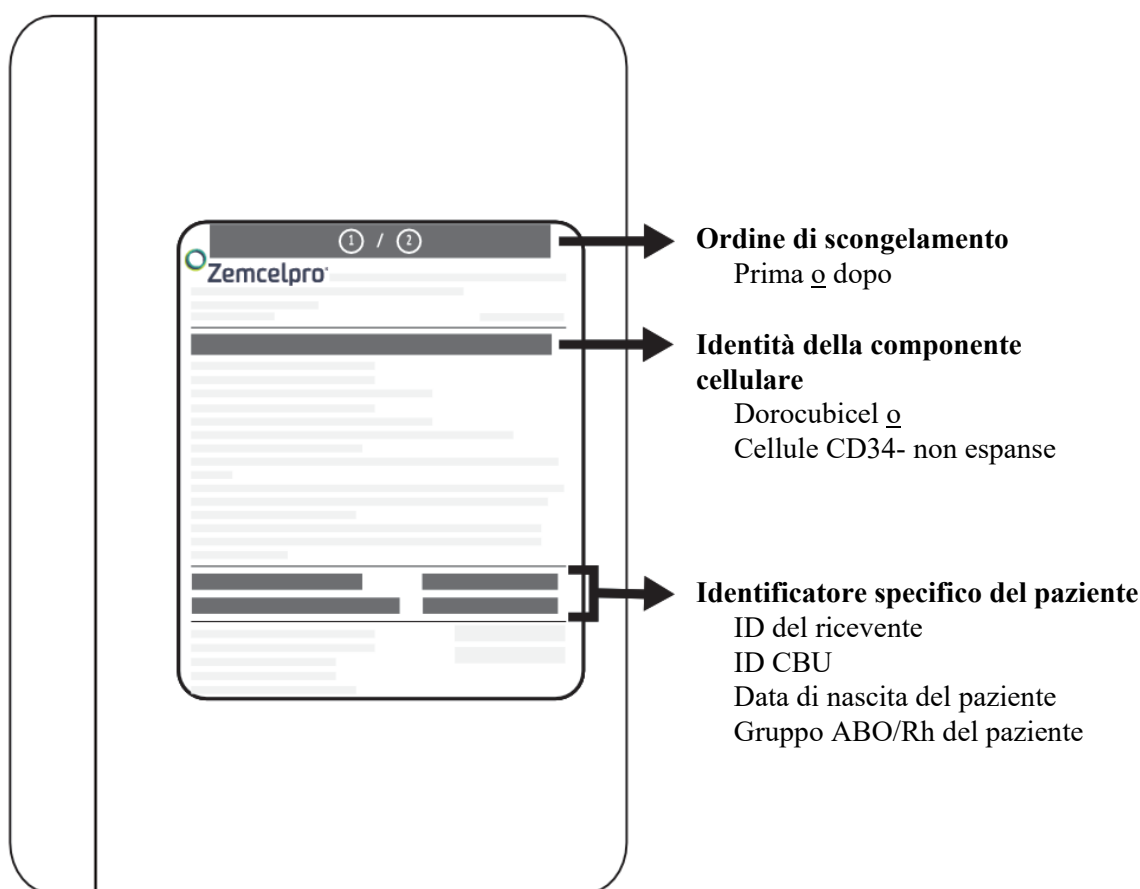 1 / 2
Zemcelpro
Ordine di scongelamento
Prima o dopo
Identità della componente
cellulare
Dorocubicel o
Cellule CD34- non espanse
Identificatore specifico del paziente
ID del ricevente
ID CBU
Data di nascita del paziente
Gruppo ABO/Rh del paziente